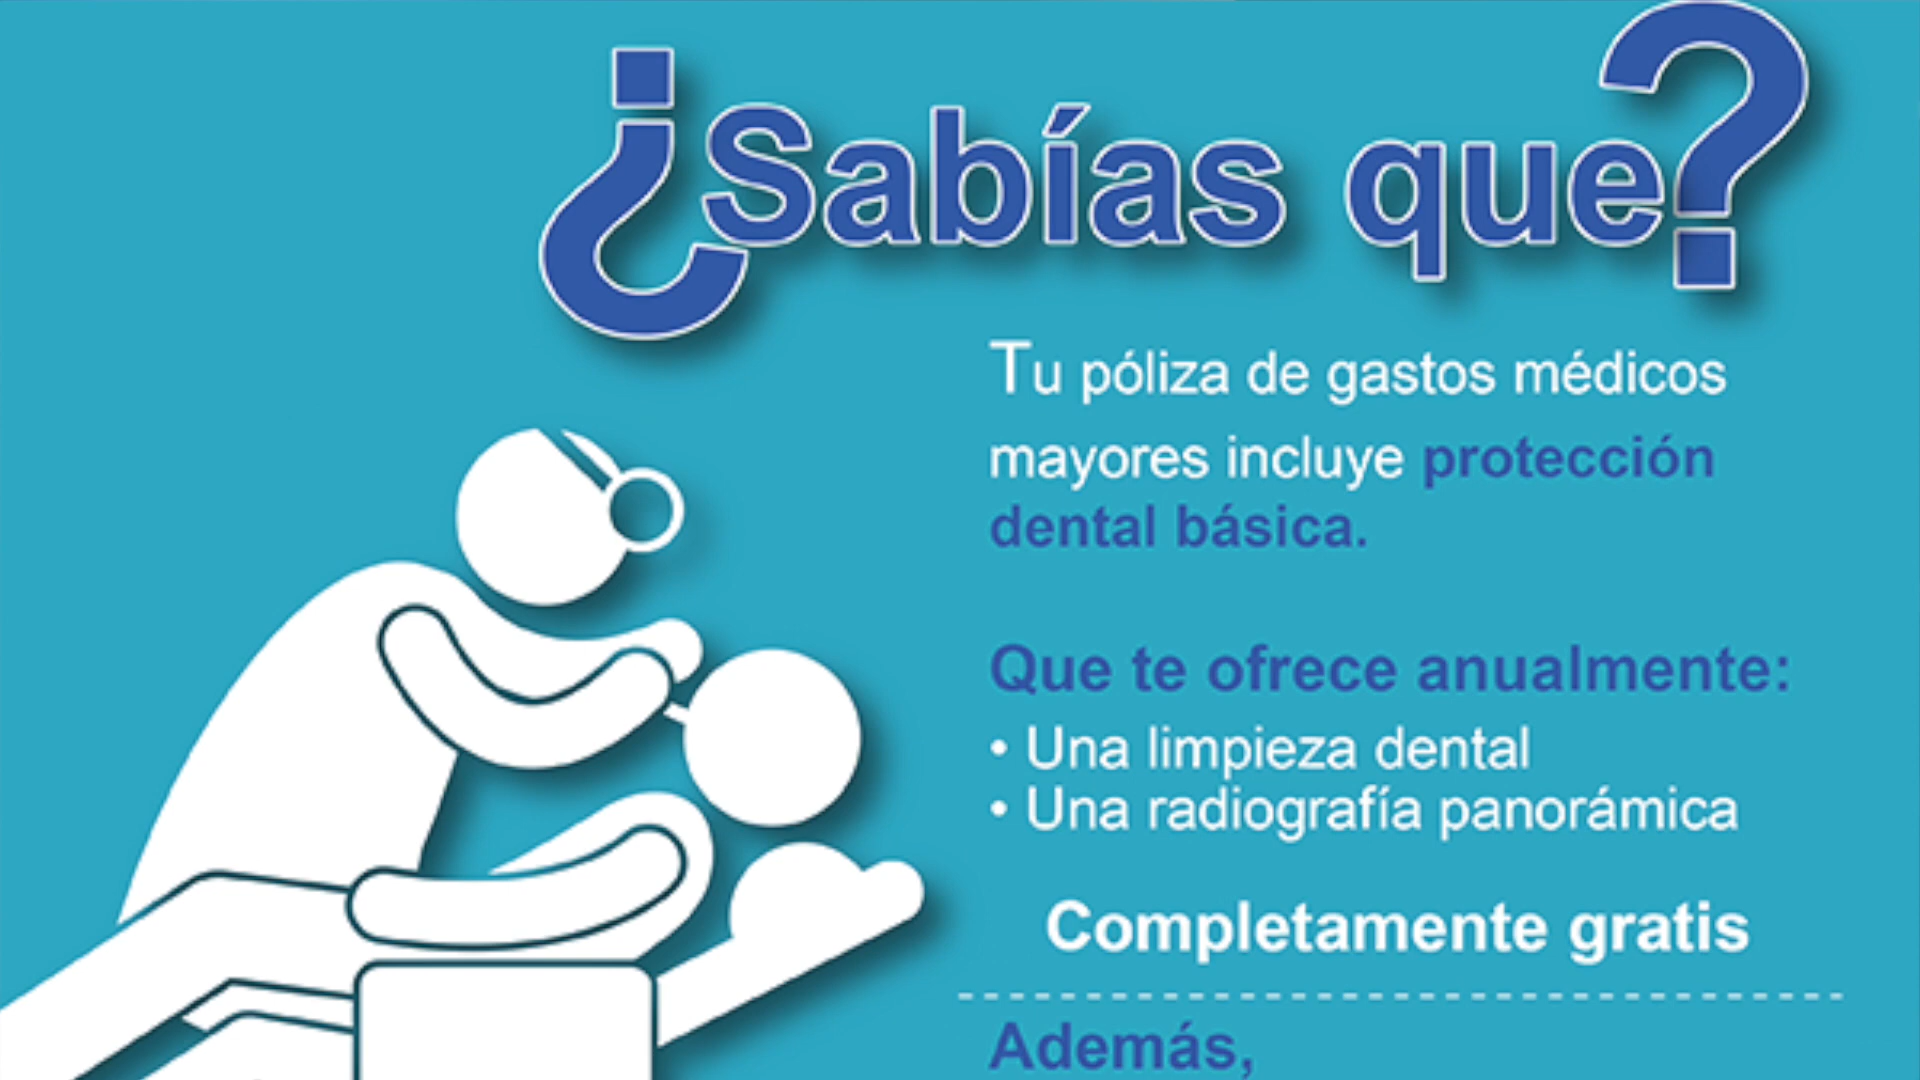 ¿Sabías que?
Tu póliza de gastos médicos
mayores incluye protección
dental básica.
Que te ofrece anualmente:
• Una limpieza dental
• Una radiografía panorámica
Completamente gratis
Además,